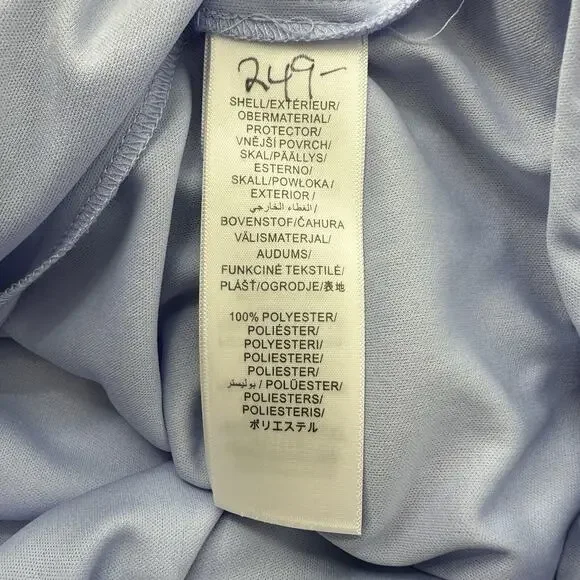 249-
SHELL/EXTÉRIEUR/
OBERMATERIAL/
PROTECTOR/
VNĚJŠÍ POVRCH/
SKAL/PÄÄLLYS/
ESTERNO/
SKALL/POWŁOKA/
EXTERIOR /
الغطاء الخارجي /
BOVENSTOF/ČAHURA
VÄLISMATERJAL/
AUDUMS/
FUNKCINĖ TEKSTILĖ/
PLÁŠŤ/OGRODJE/表地
100% POLYESTER/
POLIÉSTER/
POLYESTERI/
POLIESTERE/
POLIESTER/
بوليستر / POLÜESTER/
POLIESTERS/
POLIESTERIS/
ポリエステル